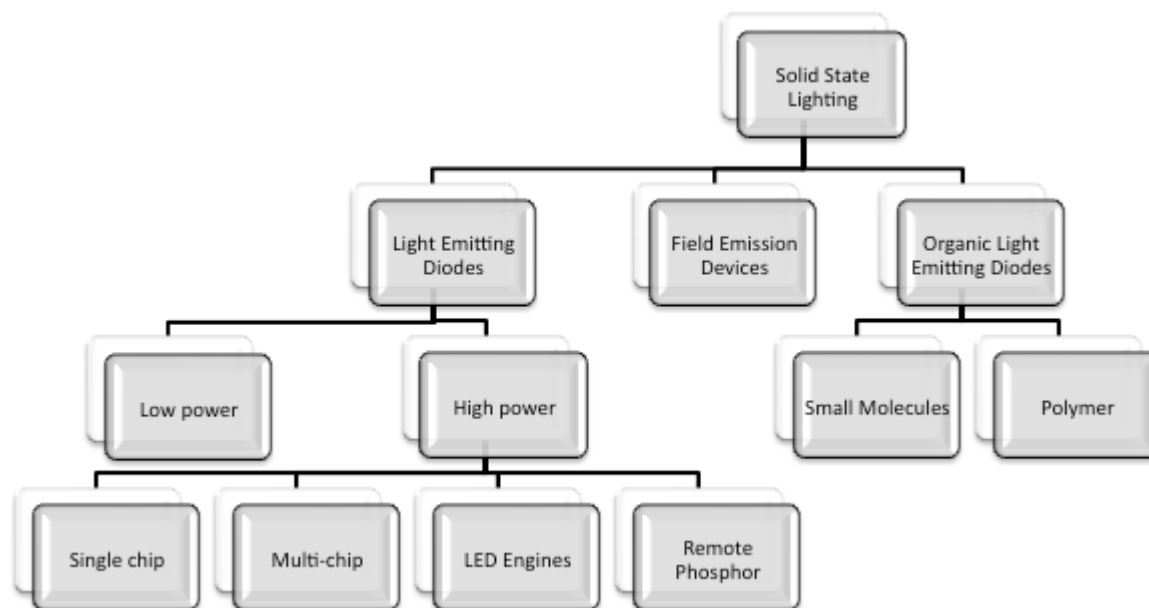 Solid State
Lighting
Light Emitting
Diodes
Field Emission
Devices
Organic Light
Emitting Diodes
Low power
High power
Small Molecules
Polymer
Single chip
Multi-chip
LED Engines
Remote
Phosphor